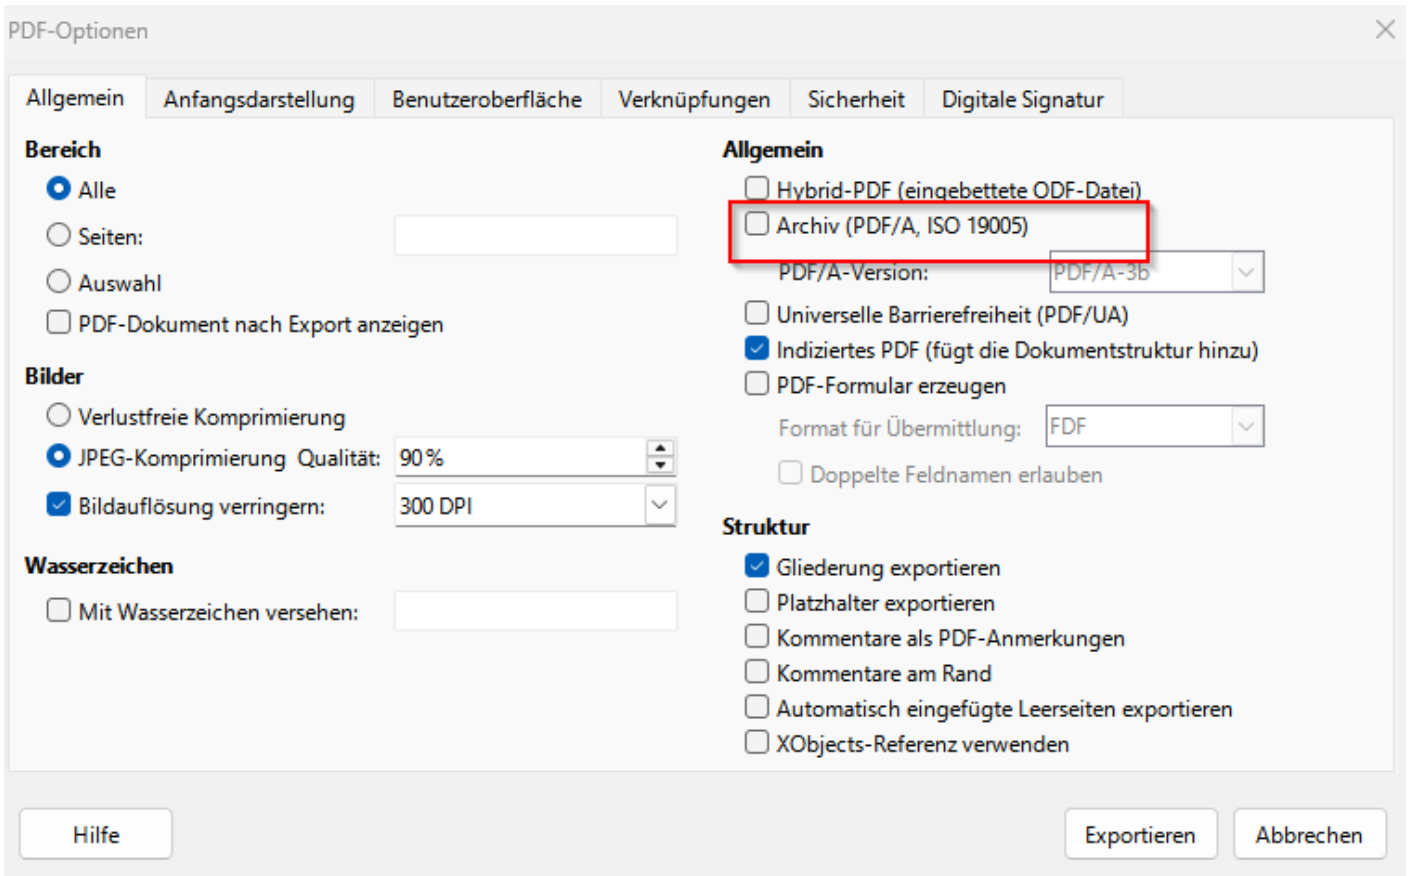 PDF-Optionen
Allgemein
Anfangsdarstellung
Benutzeroberfläche
Verknüpfungen
Sicherheit
Digitale Signatur
Bereich
Alle
Seiten:
Auswahl
PDF-Dokument nach Export anzeigen
Bilder
Verlustfreie Komprimierung
JPEG-Komprimierung Qualität: 90 %
Bildauflösung verringern: 300 DPI
Wasserzeichen
Mit Wasserzeichen versehen:
Allgemein
Hybrid-PDF (eingebettete ODF-Datei)
Archiv (PDF/A, ISO 19005)
PDF/A-Version: PDF/A-3b
Universelle Barrierefreiheit (PDF/UA)
Indiziertes PDF (fügt die Dokumentstruktur hinzu)
PDF-Formular erzeugen
Format für Übermittlung: FDF
Doppelte Feldnamen erlauben
Struktur
Gliederung exportieren
Platzhalter exportieren
Kommentare als PDF-Anmerkungen
Kommentare am Rand
Automatisch eingefügte Leerseiten exportieren
XObjects-Referenz verwenden
Hilfe
Exportieren
Abbrechen